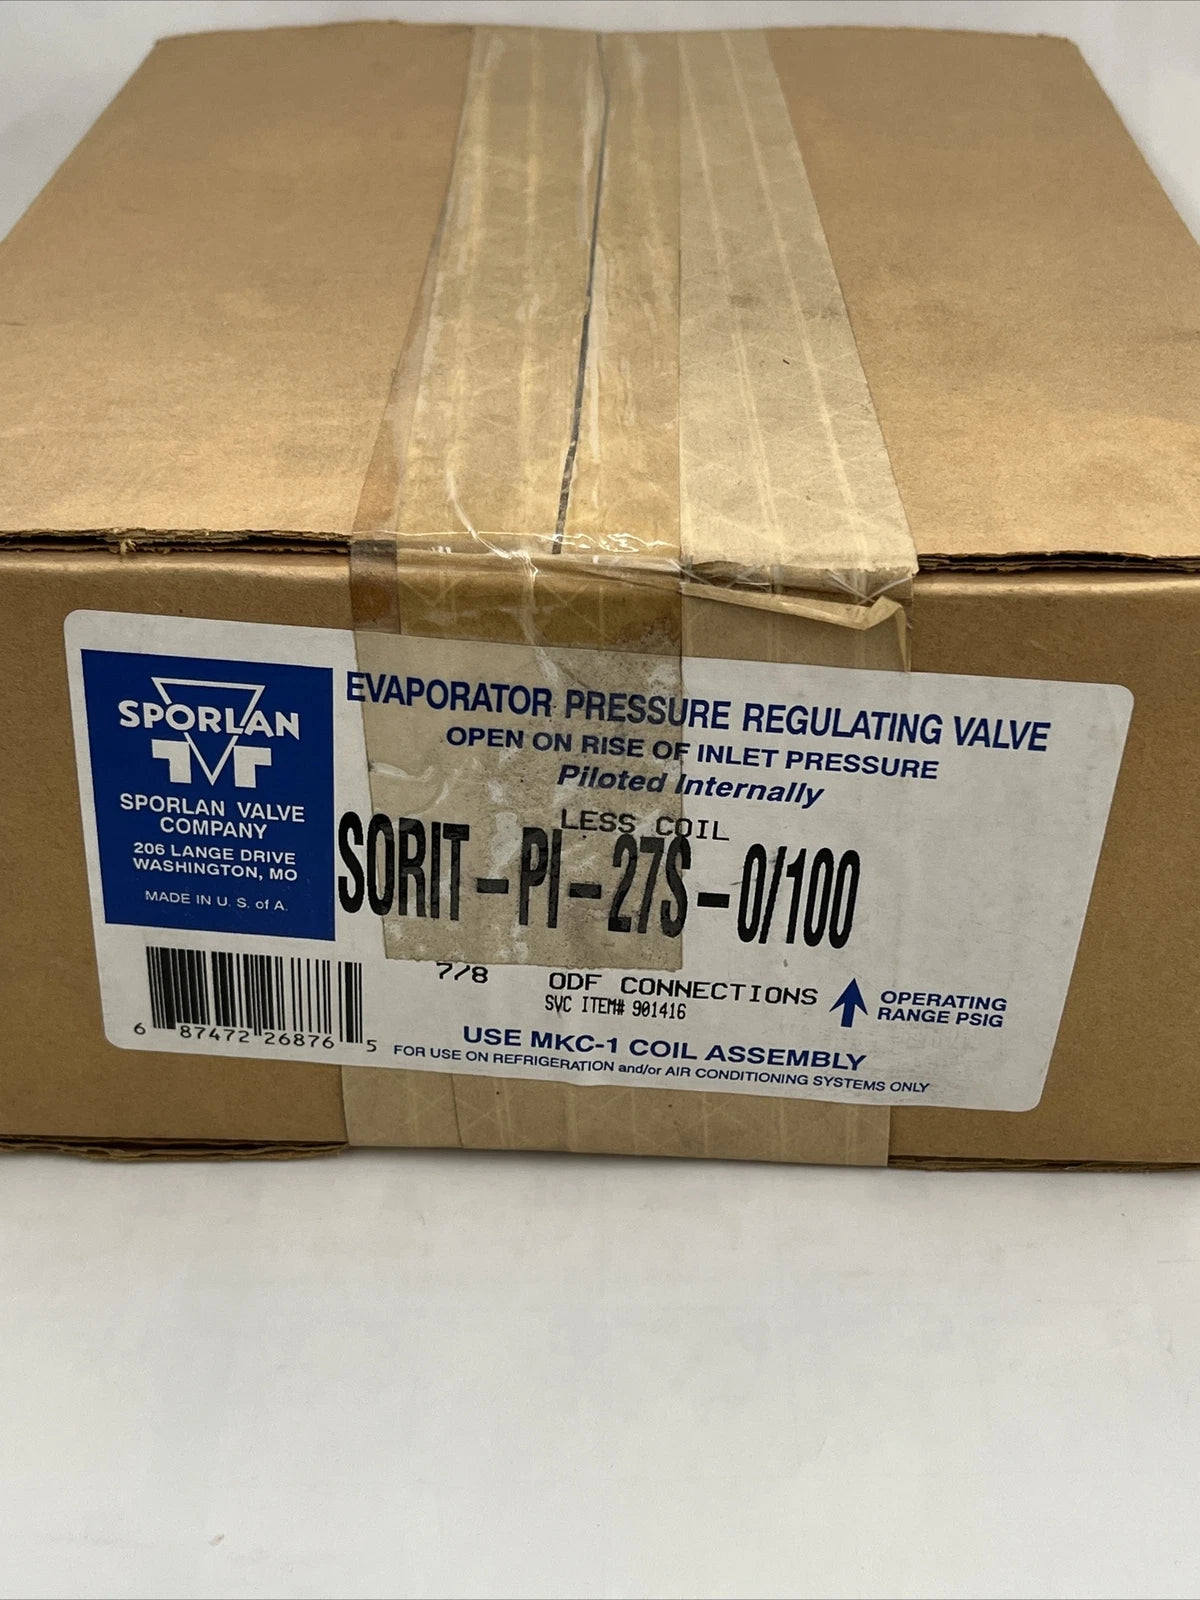 SPORLAN
SPORLAN VALVE
COMPANY
206 LANGE DRIVE
WASHINGTON, MO
MADE IN U. S. of A.
EVAPORATOR PRESSURE REGULATING VALVE
OPEN ON RISE OF INLET PRESSURE
Piloted Internally
LESS COIL
SORIT-PI-27S-0/100
7/8 ODF CONNECTIONS
SVC ITEM# 901416
OPERATING
RANGE PSIG
6 87472 26876 5
USE MKC-1 COIL ASSEMBLY
FOR USE ON REFRIGERATION and/or AIR CONDITIONING SYSTEMS ONLY